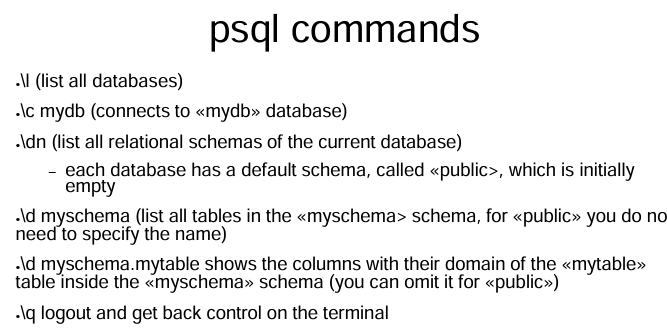 psql commands
.\l (list all databases)
.\c mydb (connects to «mydb» database)
.\dn (list all relational schemas of the current database)
– each database has a default schema, called «public>, which is initially
empty
.\d myschema (list all tables in the «myschema> schema, for «public» you do no
need to specify the name)
.\d myschema.mytable shows the columns with their domain of the «mytable»
table inside the «myschema» schema (you can omit it for «public»)
.\q logout and get back control on the terminal